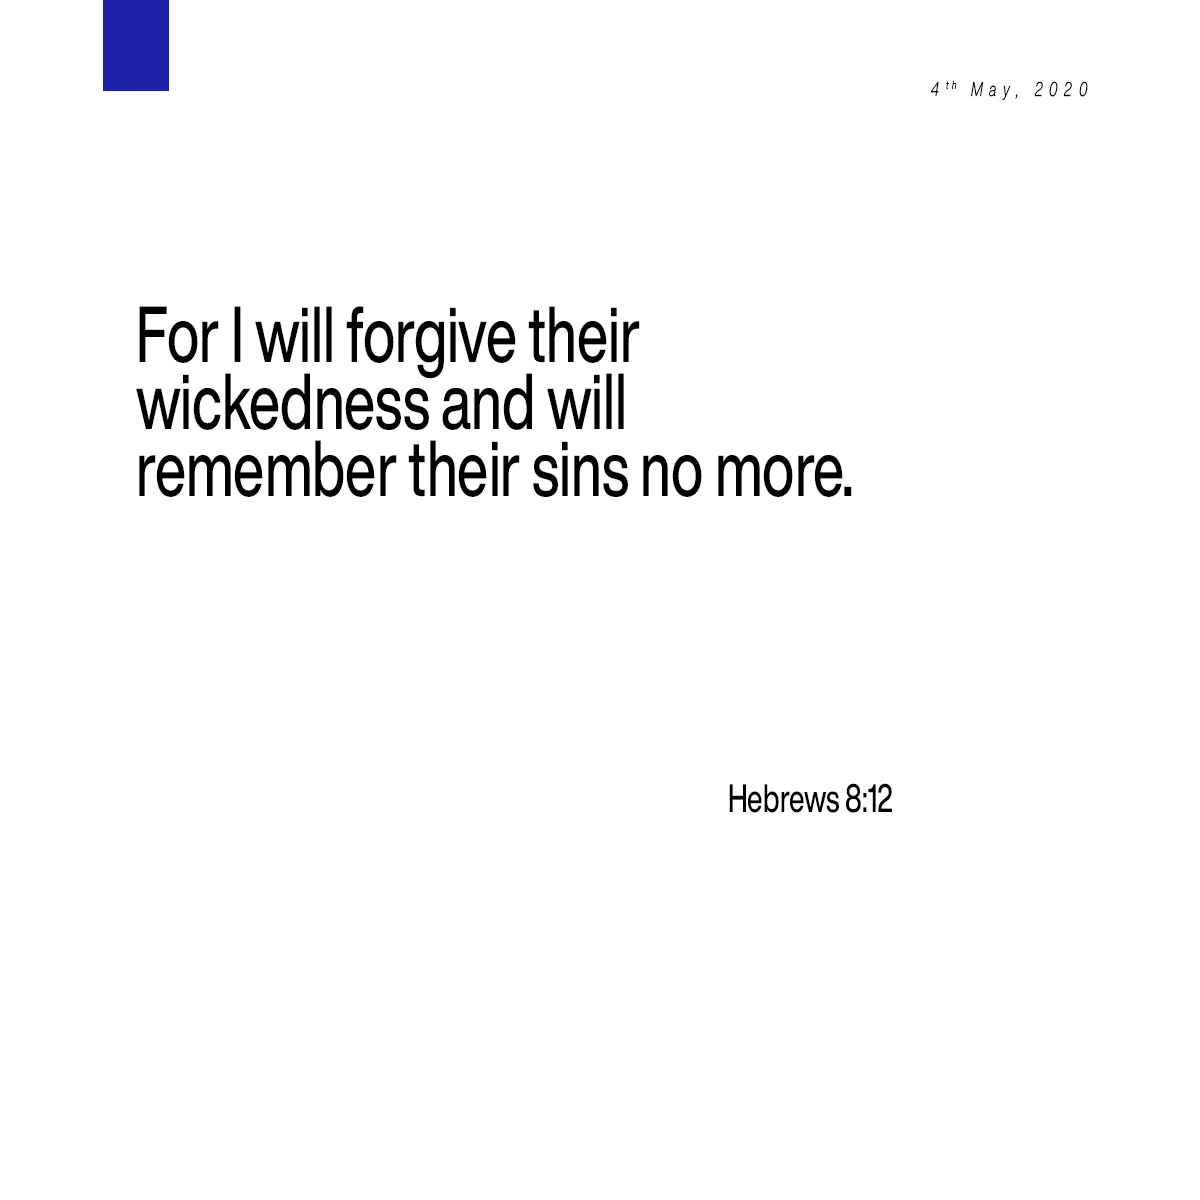 4th May, 2020
For I will forgive their
wickedness and will
remember their sins no more.
Hebrews 8:12